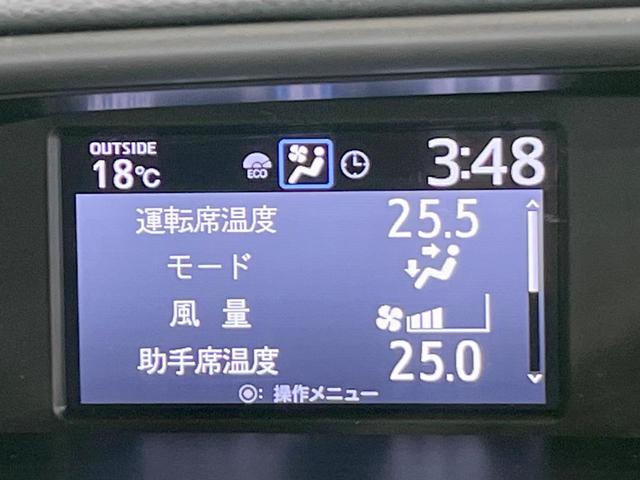 OUTSIDE
18℃ ECO 3:48
運転席温度 25.5
モード
風量
助手席温度 25.0
◉: 操作メニュー